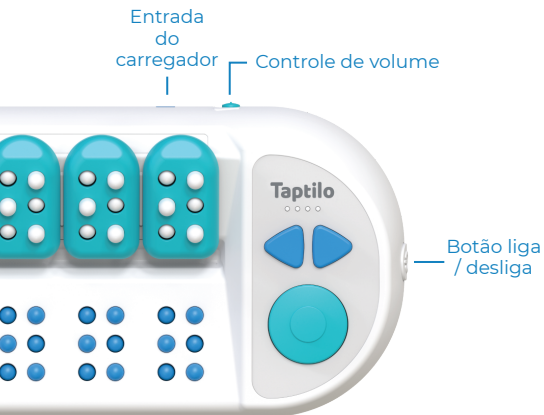 Entrada
do
carregador
Controle de volume
Taptilo
Botão liga
/ desliga